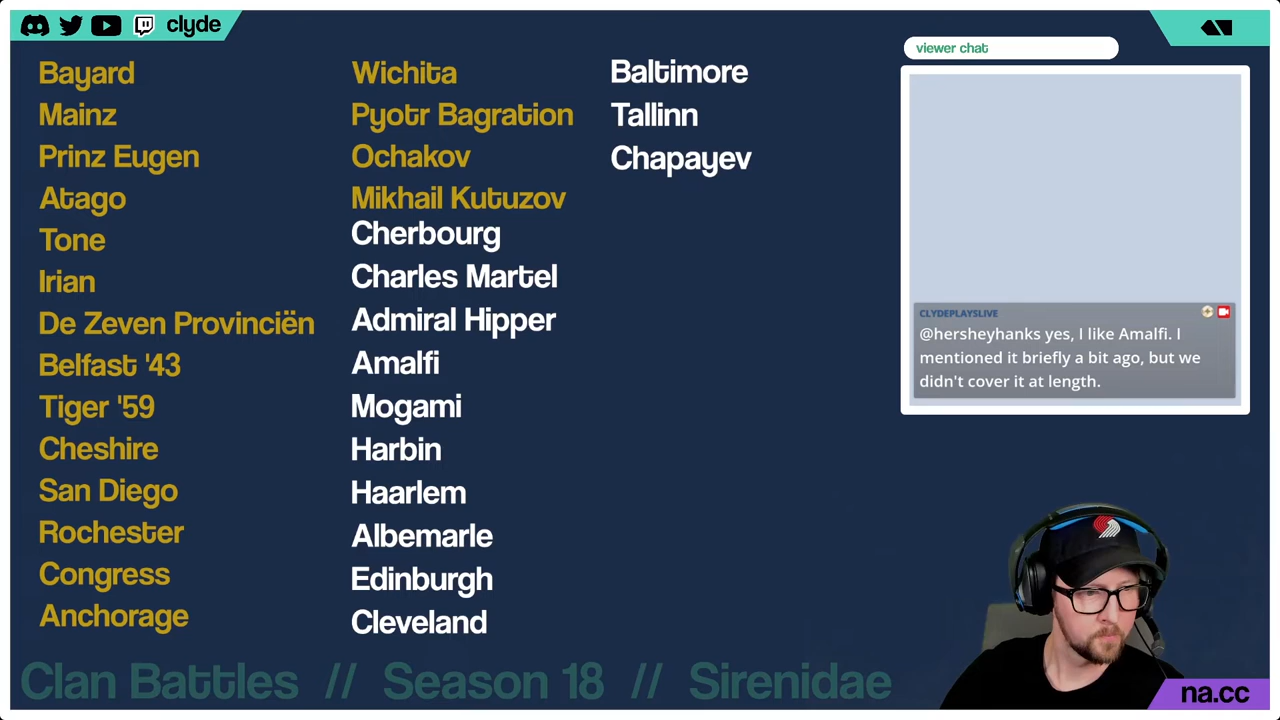 clyde
Bayard
Mainz
Prinz Eugen
Atago
Tone
Irian
De Zeven Provinciën
Belfast '43
Tiger '59
Cheshire
San Diego
Rochester
Congress
Anchorage
Wichita
Pyotr Bagration
Ochakov
Mikhail Kutuzov
Cherbourg
Charles Martel
Admiral Hipper
Amalfi
Mogami
Harbin
Haarlem
Albemarle
Edinburgh
Cleveland
Baltimore
Tallinn
Chapayev
viewer chat
CLYDEPLAYSLIVE
@hersheyhanks yes, I like Amalfi. I
mentioned it briefly a bit ago, but we
didn't cover it at length.
Clan Battles // Season 18 // Sirenidae
na.cc